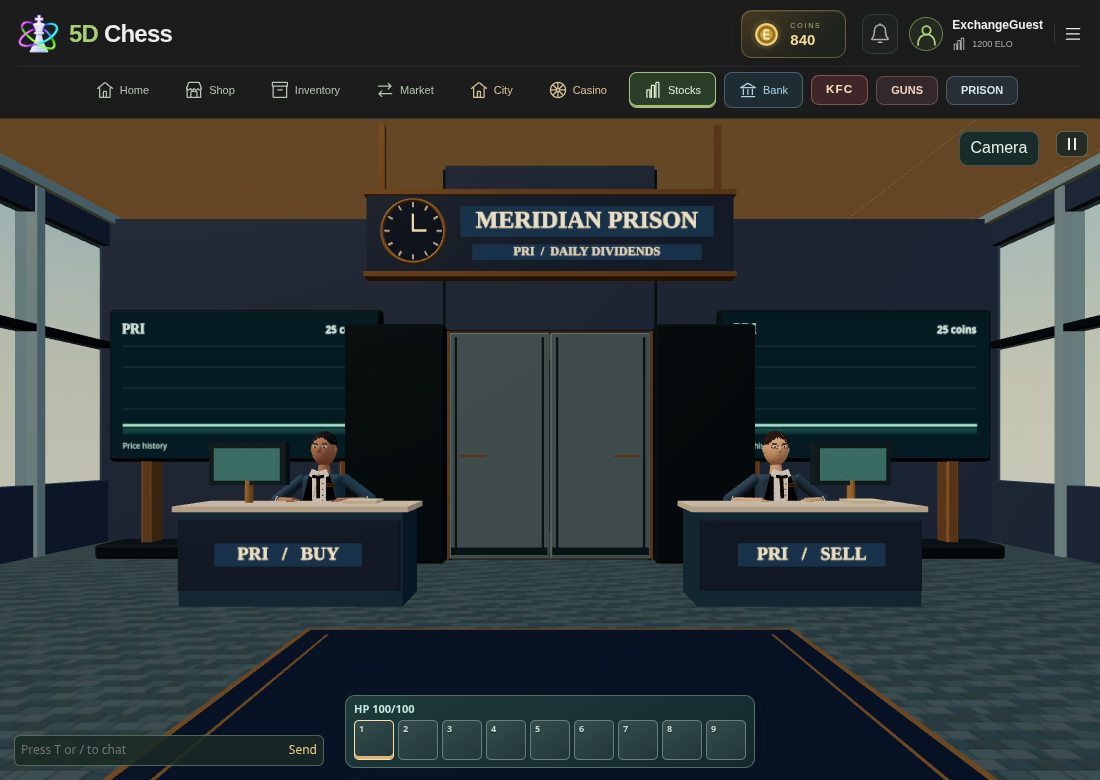 5D Chess
COINS
840
ExchangeGuest
1200 ELO
Home
Shop
Inventory
Market
City
Casino
Stocks
Bank
KFC
GUNS
PRISON
Camera
MERIDIAN PRISON
PRI / DAILY DIVIDENDS
PRI
25
25 coins
Price history
PRI / BUY
PRI / SELL
HP 100/100
1
2
3
4
5
6
7
8
9
Press T or / to chat
Send